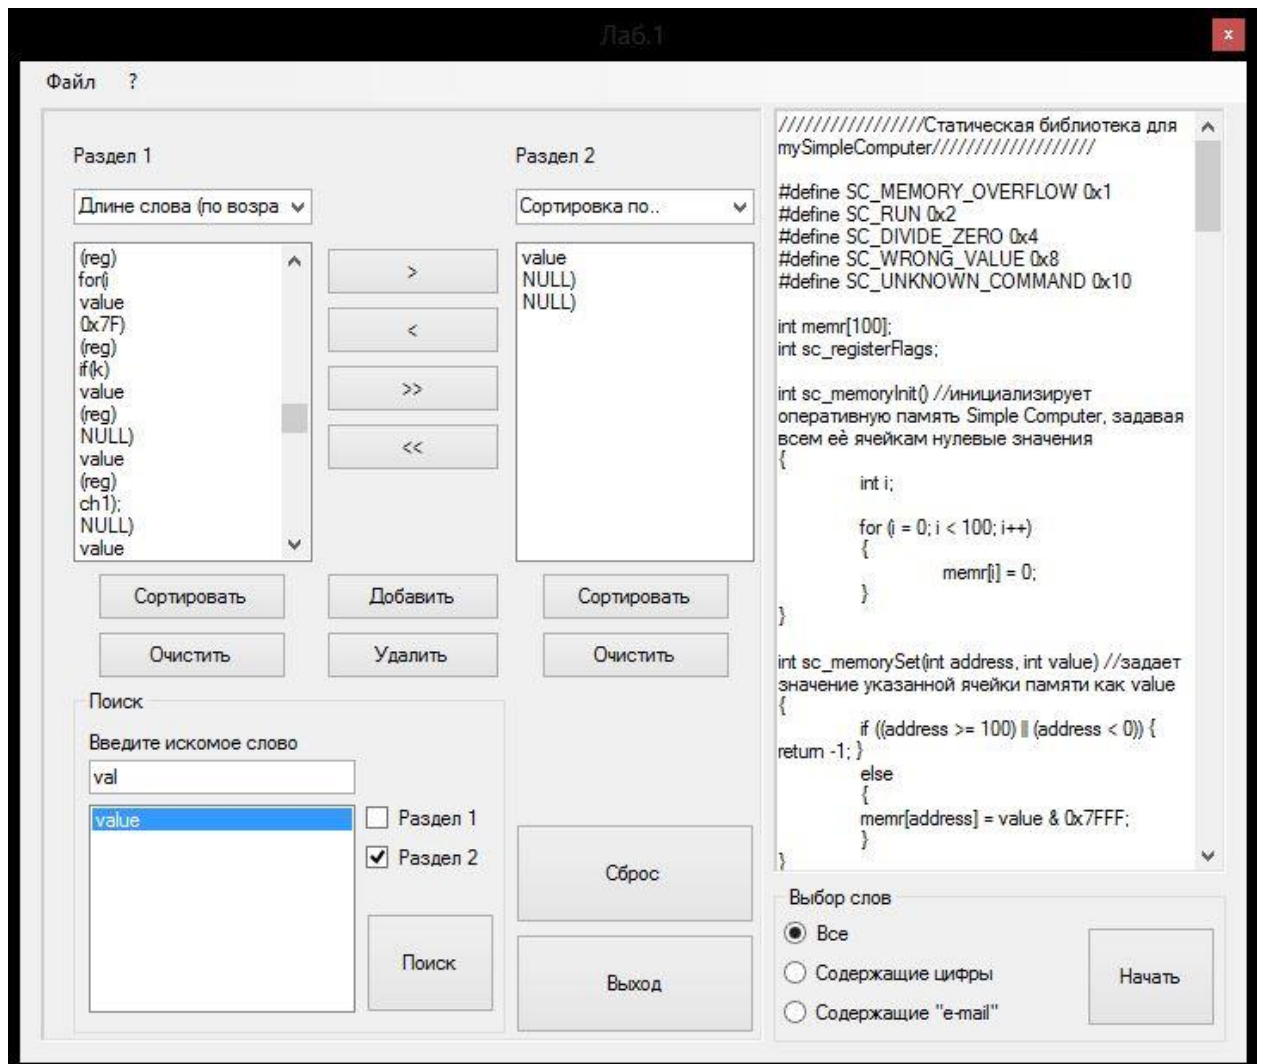 Лаб.1
x
Файл ?
Раздел 1
Длине слова (по возра
(reg)
for(i
value
0x7F)
(reg)
if(k)
value
(reg)
NULL)
value
(reg)
ch1);
NULL)
value
Сортировать
Очистить
>
<
>>
<<
Добавить
Удалить
Раздел 2
Сортировка по..
value
NULL)
NULL)
Сортировать
Очистить
Поиск
Введите искомое слово
val
value
Раздел 1
Раздел 2
Поиск
Сброс
Выход
/////////////////Статическая библиотека для
mySimpleComputer///////////////////
#define SC_MEMORY_OVERFLOW 0x1
#define SC_RUN 0x2
#define SC_DIVIDE_ZERO 0x4
#define SC_WRONG_VALUE 0x8
#define SC_UNKNOWN_COMMAND 0x10
int memr[100];
int sc_registerFlags;
int sc_memoryInit() //инициализирует
оперативную память Simple Computer, задавая
всем её ячейкам нулевые значения
{
int i;
for (i = 0; i < 100; i++)
{
memr[i] = 0;
}
}
int sc_memorySet(int address, int value) //задает
значение указанной ячейки памяти как value
{
if ((address >= 100) || (address < 0)) {
return -1; }
else
{
memr[address] = value & 0x7FFF;
}
}
Выбор слов
Все
Содержащие цифры
Содержащие "e-mail"
Начать